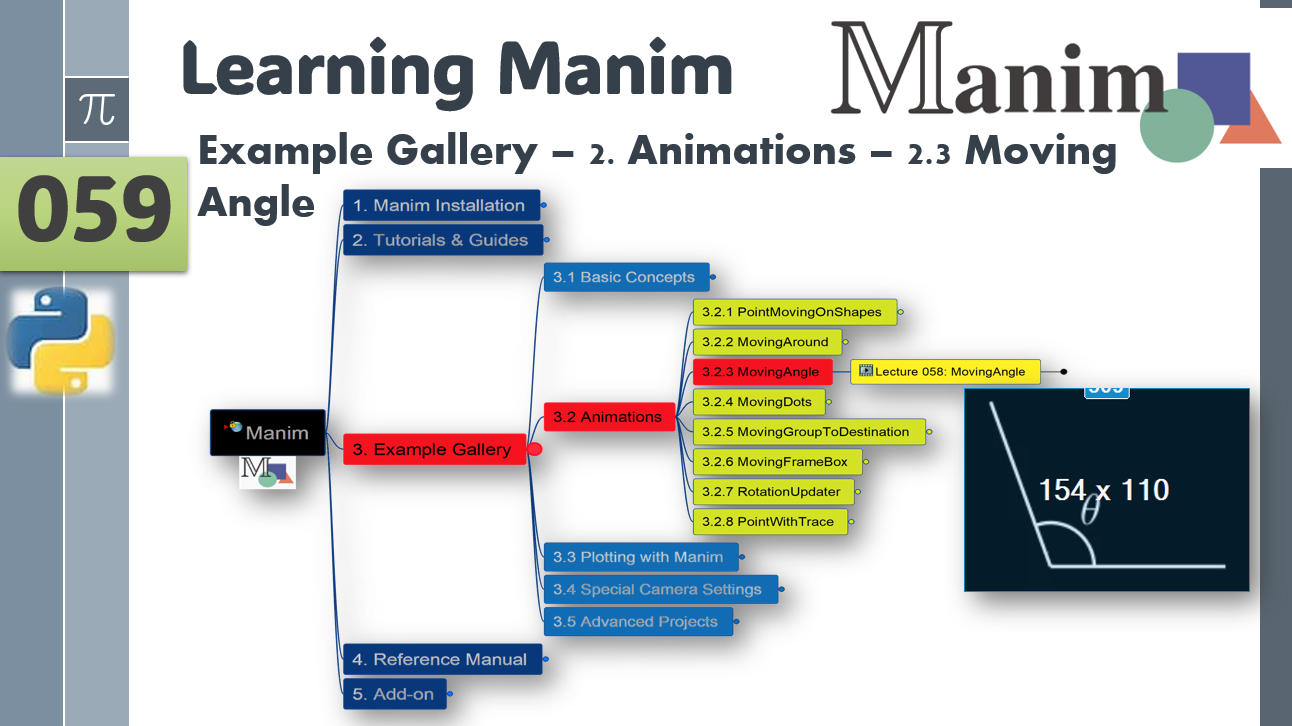 Learning Manim
Manim
π
Example Gallery – 2. Animations – 2.3 Moving
Angle
059
1. Manim Installation
2. Tutorials & Guides
3.1 Basic Concepts
3.2.1 PointMovingOnShapes
3.2.2 MovingAround
3.2.3 MovingAngle
Lecture 058: MovingAngle
3.2.4 MovingDots
3.2 Animations
3.2.5 MovingGroupToDestination
Manim
3. Example Gallery
3.2.6 MovingFrameBox
M
3.2.7 RotationUpdater
154 x 110
θ
3.2.8 PointWithTrace
3.3 Plotting with Manim
3.4 Special Camera Settings
3.5 Advanced Projects
4. Reference Manual
5. Add-on